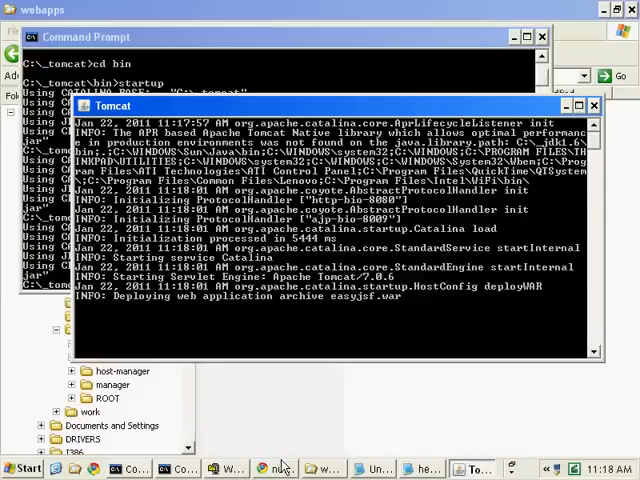 webapps
Command Prompt
C:\_tomcat>cd bin
C:\_tomcat\bin>startup
Go
Tomcat
Jan 22, 2011 11:17:57 AM org.apache.catalina.core.AprLifecycleListener init
INFO: The APR based Apache Tomcat Native library which allows optimal performanc
e in production environments was not found on the java.library.path: C:\_jdk1.6\
bin;C:\WINDOWS\Sun\Java\bin;C:\WINDOWS\system32;C:\WINDOWS;C:\PROGRAM FILES\TH
INKPAD\UTILITIES;C:\WINDOWS\system32;C:\WINDOWS;C:\WINDOWS\System32\Wbem;C:\Prog
ram Files\ATI Technologies\ATI Control Panel;C:\Program Files\QuickTime\QTSystem
\;C:\Program Files\Common Files\Lenovo;C:\Program Files\Intel\WiFi\bin\
Jan 22, 2011 11:18:01 AM org.apache.coyote.AbstractProtocolHandler init
INFO: Initializing ProtocolHandler ["http-bio-8080"]
Jan 22, 2011 11:18:01 AM org.apache.coyote.AbstractProtocolHandler init
INFO: Initializing ProtocolHandler ["ajp-bio-8009"]
Jan 22, 2011 11:18:01 AM org.apache.catalina.startup.Catalina load
INFO: Initialization processed in 5444 ms
Jan 22, 2011 11:18:01 AM org.apache.catalina.core.StandardService startInternal
INFO: Starting service Catalina
Jan 22, 2011 11:18:01 AM org.apache.catalina.core.StandardEngine startInternal
INFO: Starting Servlet Engine: Apache Tomcat/7.0.6
Jan 22, 2011 11:18:01 AM org.apache.catalina.startup.HostConfig deployWAR
INFO: Deploying web application archive easyjsf.war
host-manager
manager
ROOT
work
Documents and Settings
DRIVERS
I386
Start
Co...
Co...
W...
w...
Un...
he...
To...
11:18 AM